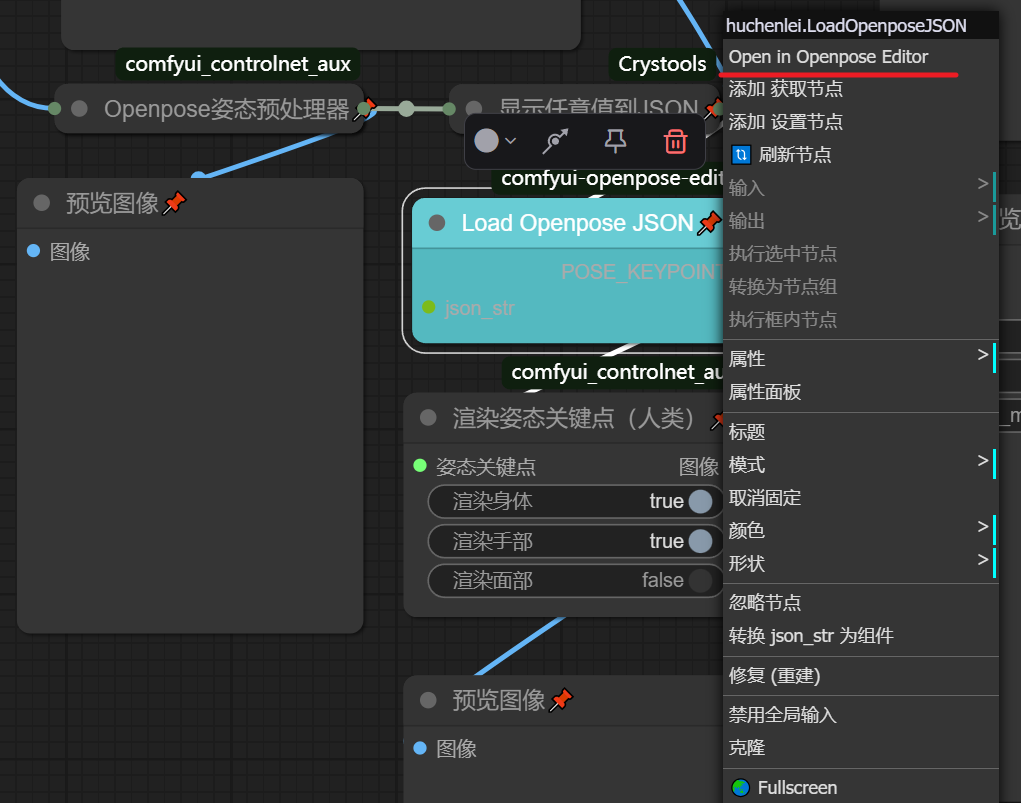 comfyui_controlnet_aux
Openpose姿态预处理器
Crystools
显示任意值到JSON
预览图像
图像
comfyui-openpose-edit
Load Openpose JSON
POSE_KEYPOINT
json_str
comfyui_controlnet_au
渲染姿态关键点（人类）
姿态关键点 图像
渲染身体 true
渲染手部 true
渲染面部 false
预览图像
图像
huchenlei.LoadOpenposeJSON
Open in Openpose Editor
添加 获取节点
添加 设置节点
刷新节点
输入 >
输出 >
执行选中节点
转换为节点组
执行框内节点
属性 >
属性面板
标题
模式 >
取消固定
颜色 >
形状 >
忽略节点
转换 json_str 为组件
修复 (重建)
禁用全局输入
克隆
Fullscreen
览
_m